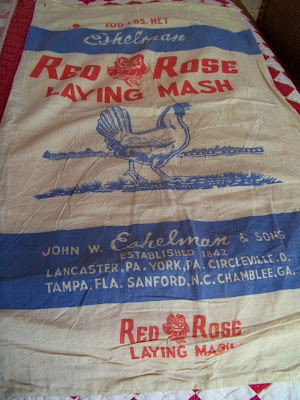 100 LBS. NET
Eshelman
RED ROSE
LAYING MASH
JOHN W. Eshelman & SONS
ESTABLISHED 1842
LANCASTER, PA. YORK, PA. CIRCLEVILLE, O.
TAMPA, FLA. SANFORD, N.C. CHAMBLEE, GA.
RED ROSE
LAYING MASH